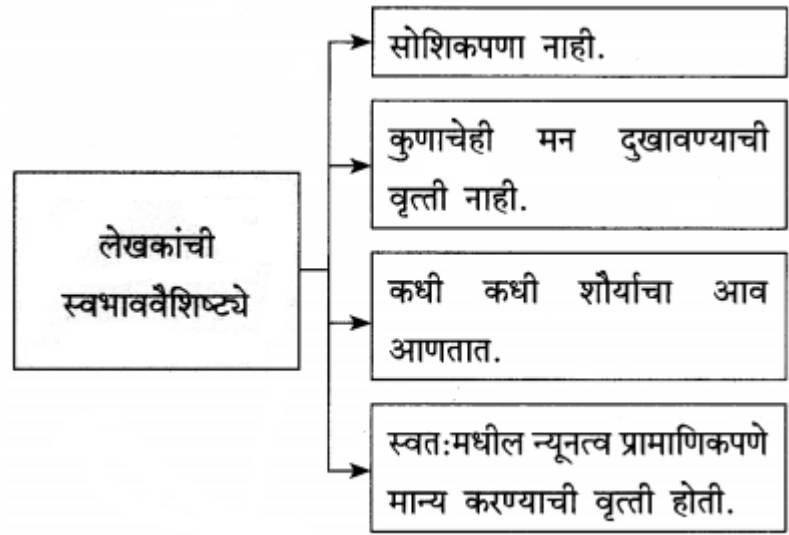 लेखकांची
स्वभाववैशिष्ट्ये
सोशिकपणा नाही.
कुणाचेही मन दुखावण्याची
वृत्ती नाही.
कधी कधी शौर्याचा आव
आणतात.
स्वतःमधील न्यूनत्व प्रामाणिकपणे
मान्य करण्याची वृत्ती होती.